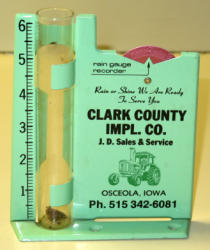 rain gauge
recorder
Rain or Shine We Are Ready
To Serve You
CLARK COUNTY
IMPL. CO.
J. D. Sales & Service
OSCEOLA, IOWA
Ph. 515 342-6081
6
5
4
3
2
1